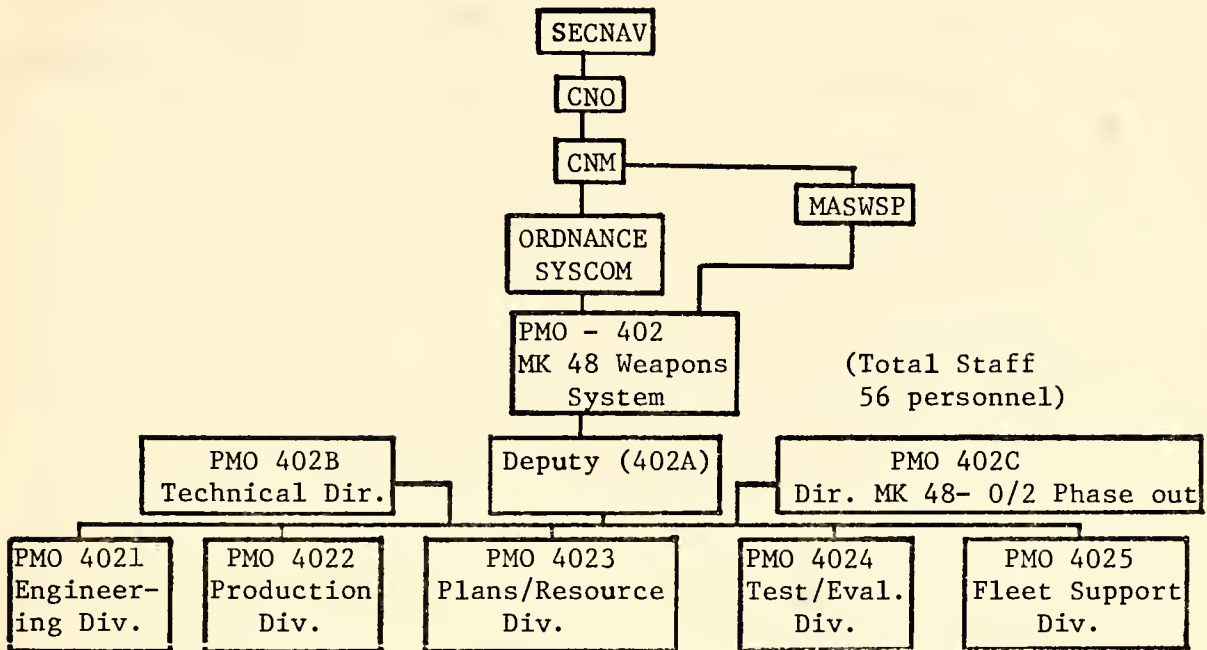 SECNAV
CNO
CNM
MASWSP
ORDNANCE
SYSCOM
PMO - 402
MK 48 Weapons
System
(Total Staff
56 personnel)
PMO 402B
Technical Dir.
Deputy (402A)
PMO 402C
Dir. MK 48- 0/2 Phase out
PMO 4021
Engineer-
ing Div.
PMO 4022
Production
Div.
PMO 4023
Plans/Resource
Div.
PMO 4024
Test/Eval.
Div.
PMO 4025
Fleet Support
Div.